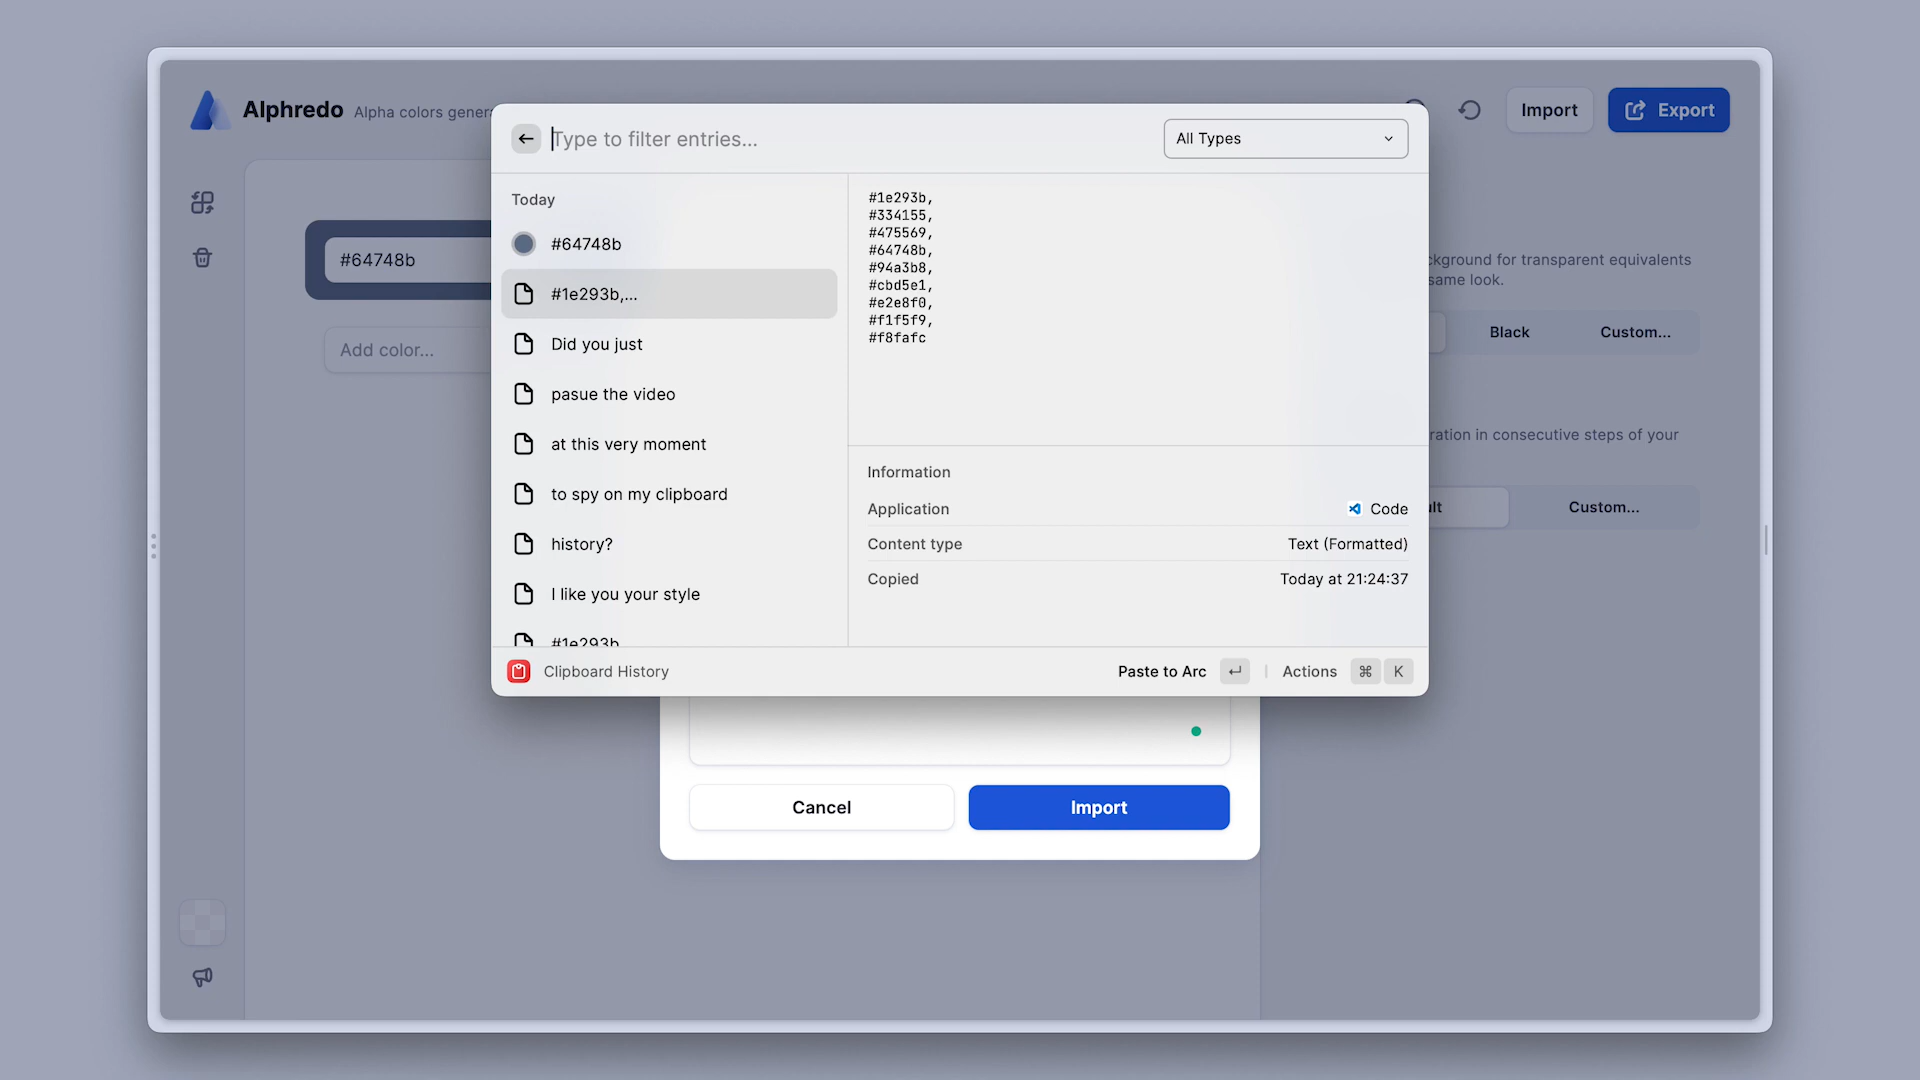 Alphredo
Alpha colors genera
Import
Export
Type to filter entries...
All Types
Today
#64748b
#1e293b,...
Did you just
pasue the video
at this very moment
to spy on my clipboard
history?
I like you your style
#1e293b
#1e293b,
#334155,
#475569,
#64748b,
#94a3b8,
#cbd5e1,
#e2e8f0,
#f1f5f9,
#f8fafc
Information
Application
Code
Content type
Text (Formatted)
Copied
Today at 21:24:37
Clipboard History
Paste to Arc
Actions
⌘ K
#64748b
Add color...
ckground for transparent equivalents
same look.
Black
Custom...
ration in consecutive steps of your
ult
Custom...
Cancel
Import